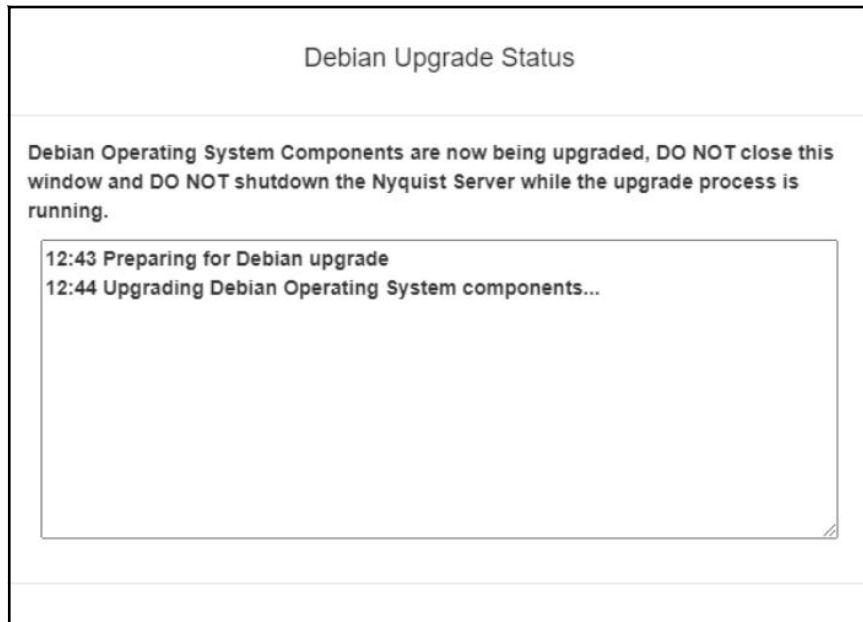 Debian Upgrade Status
Debian Operating System Components are now being upgraded, DO NOT close this
window and DO NOT shutdown the Nyquist Server while the upgrade process is
running.
12:43 Preparing for Debian upgrade
12:44 Upgrading Debian Operating System components...